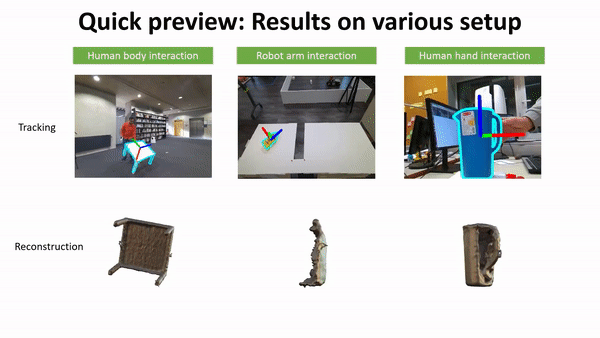 Quick preview: Results on various setup
Human body interaction
Robot arm interaction
Human hand interaction
Tracking
Reconstruction